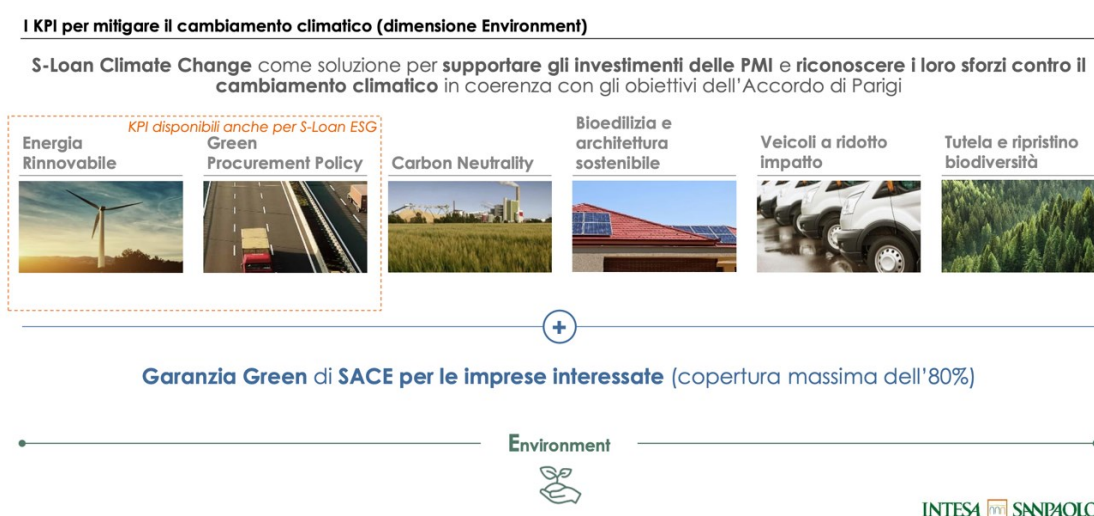 I KPI per mitigare il cambiamento climatico (dimensione Environment)
S-Loan Climate Change come soluzione per supportare gli investimenti delle PMI e riconoscere i loro sforzi contro il
cambiamento climatico in coerenza con gli obiettivi dell'Accordo di Parigi
KPI disponibili anche per S-Loan ESG
Energia
Rinnovabile
Green
Procurement Policy
Carbon Neutrality
Bioedilizia e
architettura
sostenibile
Veicoli a ridotto
impatto
Tutela e ripristino
biodiversità
+
Garanzia Green di SACE per le imprese interessate (copertura massima dell'80%)
Environment
INTESA SANPAOLO